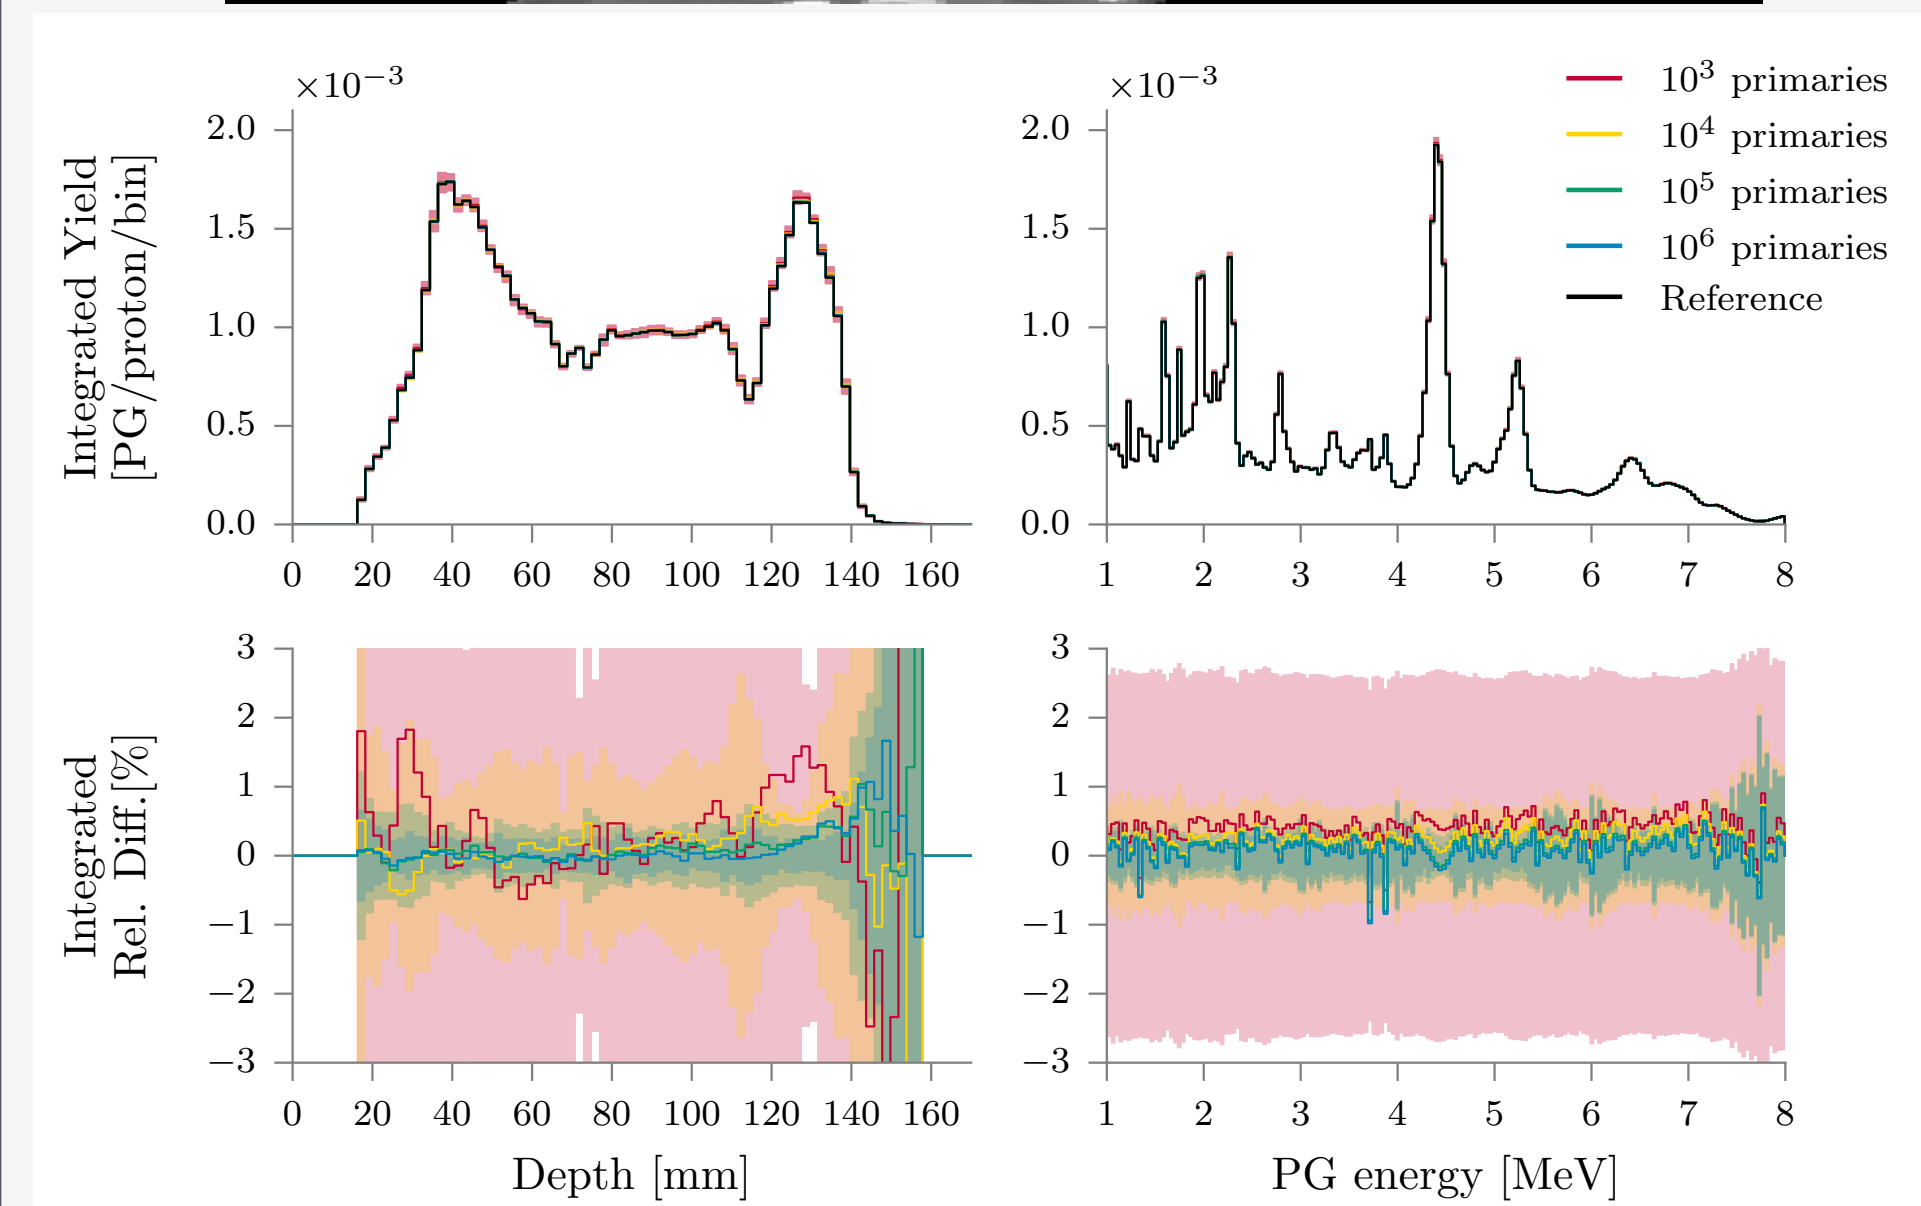 ×10⁻³
2.0
1.5
1.0
0.5
0.0
0 20 40 60 80 100 120 140 160
Integrated Yield
[PG/proton/bin]
×10⁻³
2.0
1.5
1.0
0.5
0.0
1 2 3 4 5 6 7 8
10³ primaries
10⁴ primaries
10⁵ primaries
10⁶ primaries
Reference
3
2
1
0
−1
−2
−3
0 20 40 60 80 100 120 140 160
Integrated
Rel. Diff.[%]
Depth [mm]
3
2
1
0
−1
−2
−3
1 2 3 4 5 6 7 8
PG energy [MeV]